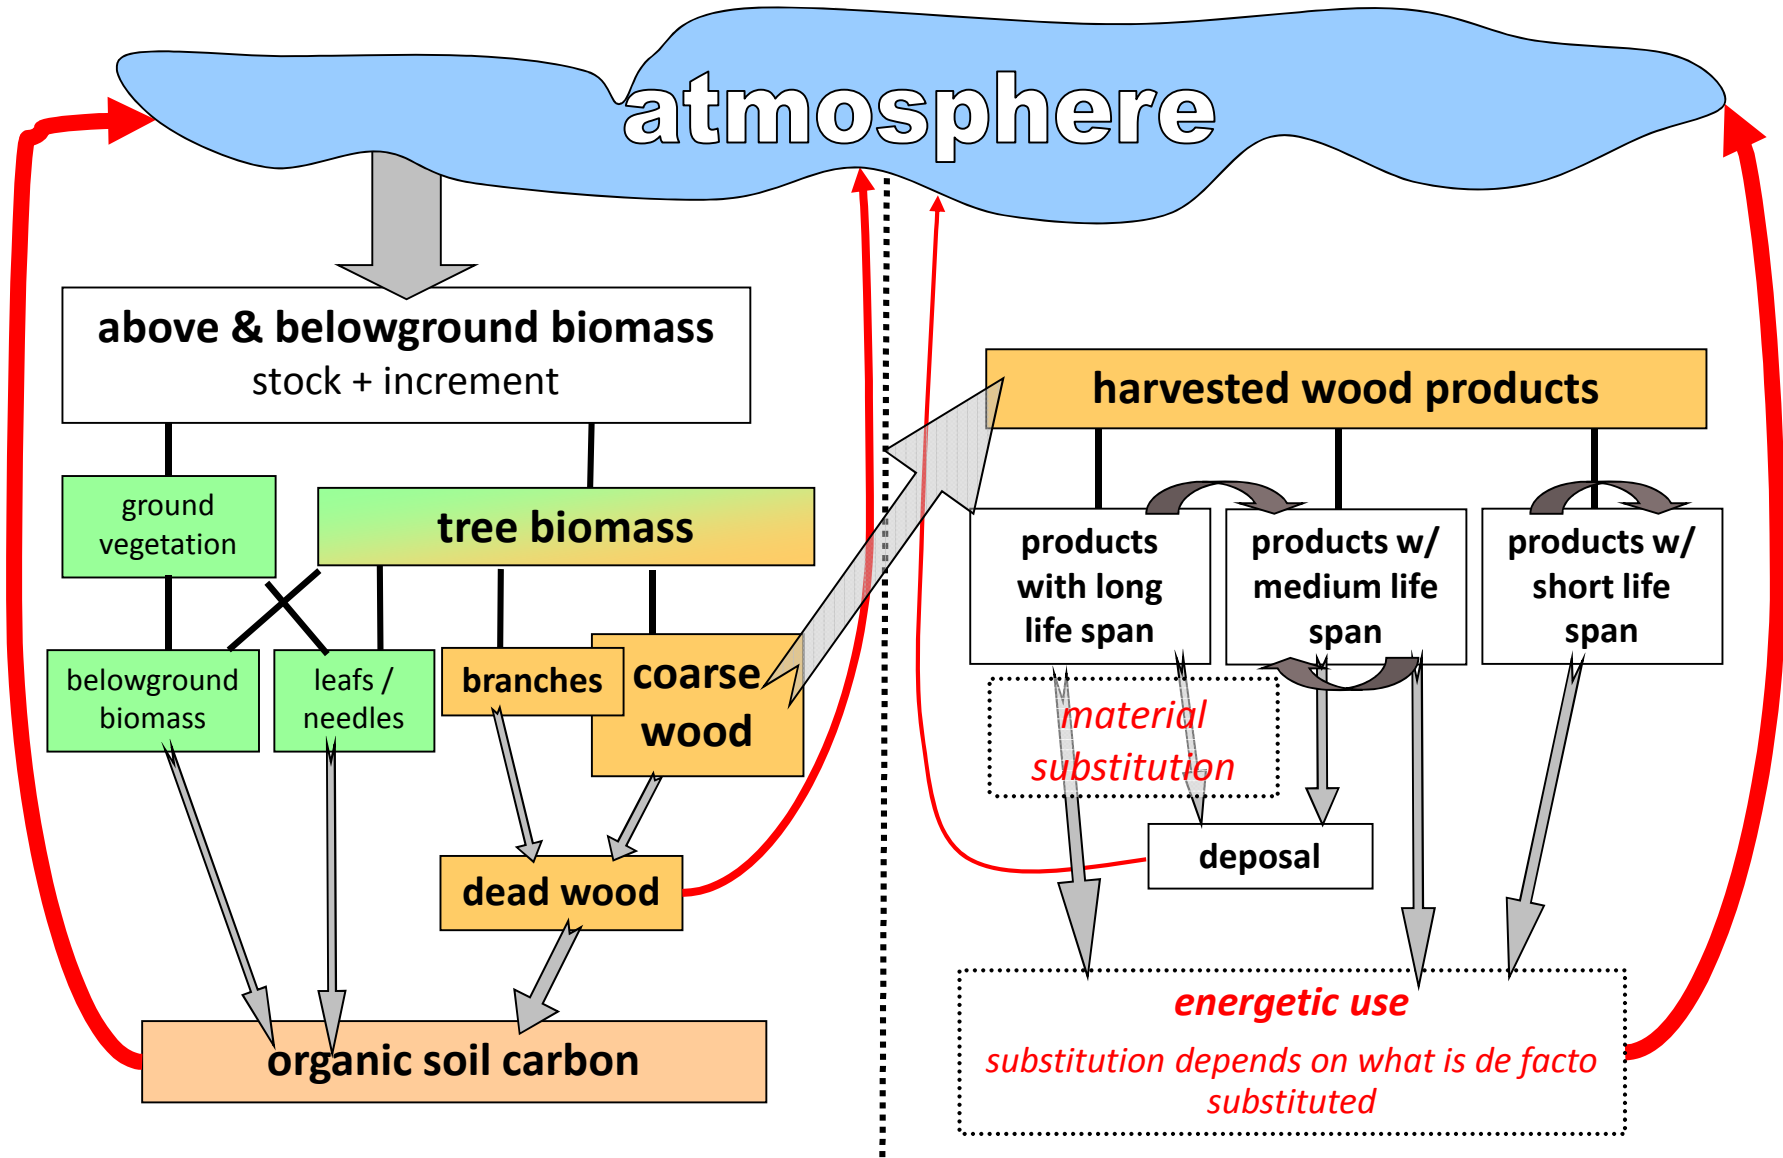 atmosphere
above & belowground biomass
stock + increment
ground
vegetation
tree biomass
belowground
biomass
leafs /
needles
branches
coarse
wood
dead wood
organic soil carbon
harvested wood products
products
with long
life span
products w/
medium life
span
products w/
short life
span
material
substitution
deposal
energetic use
substitution depends on what is de facto
substituted